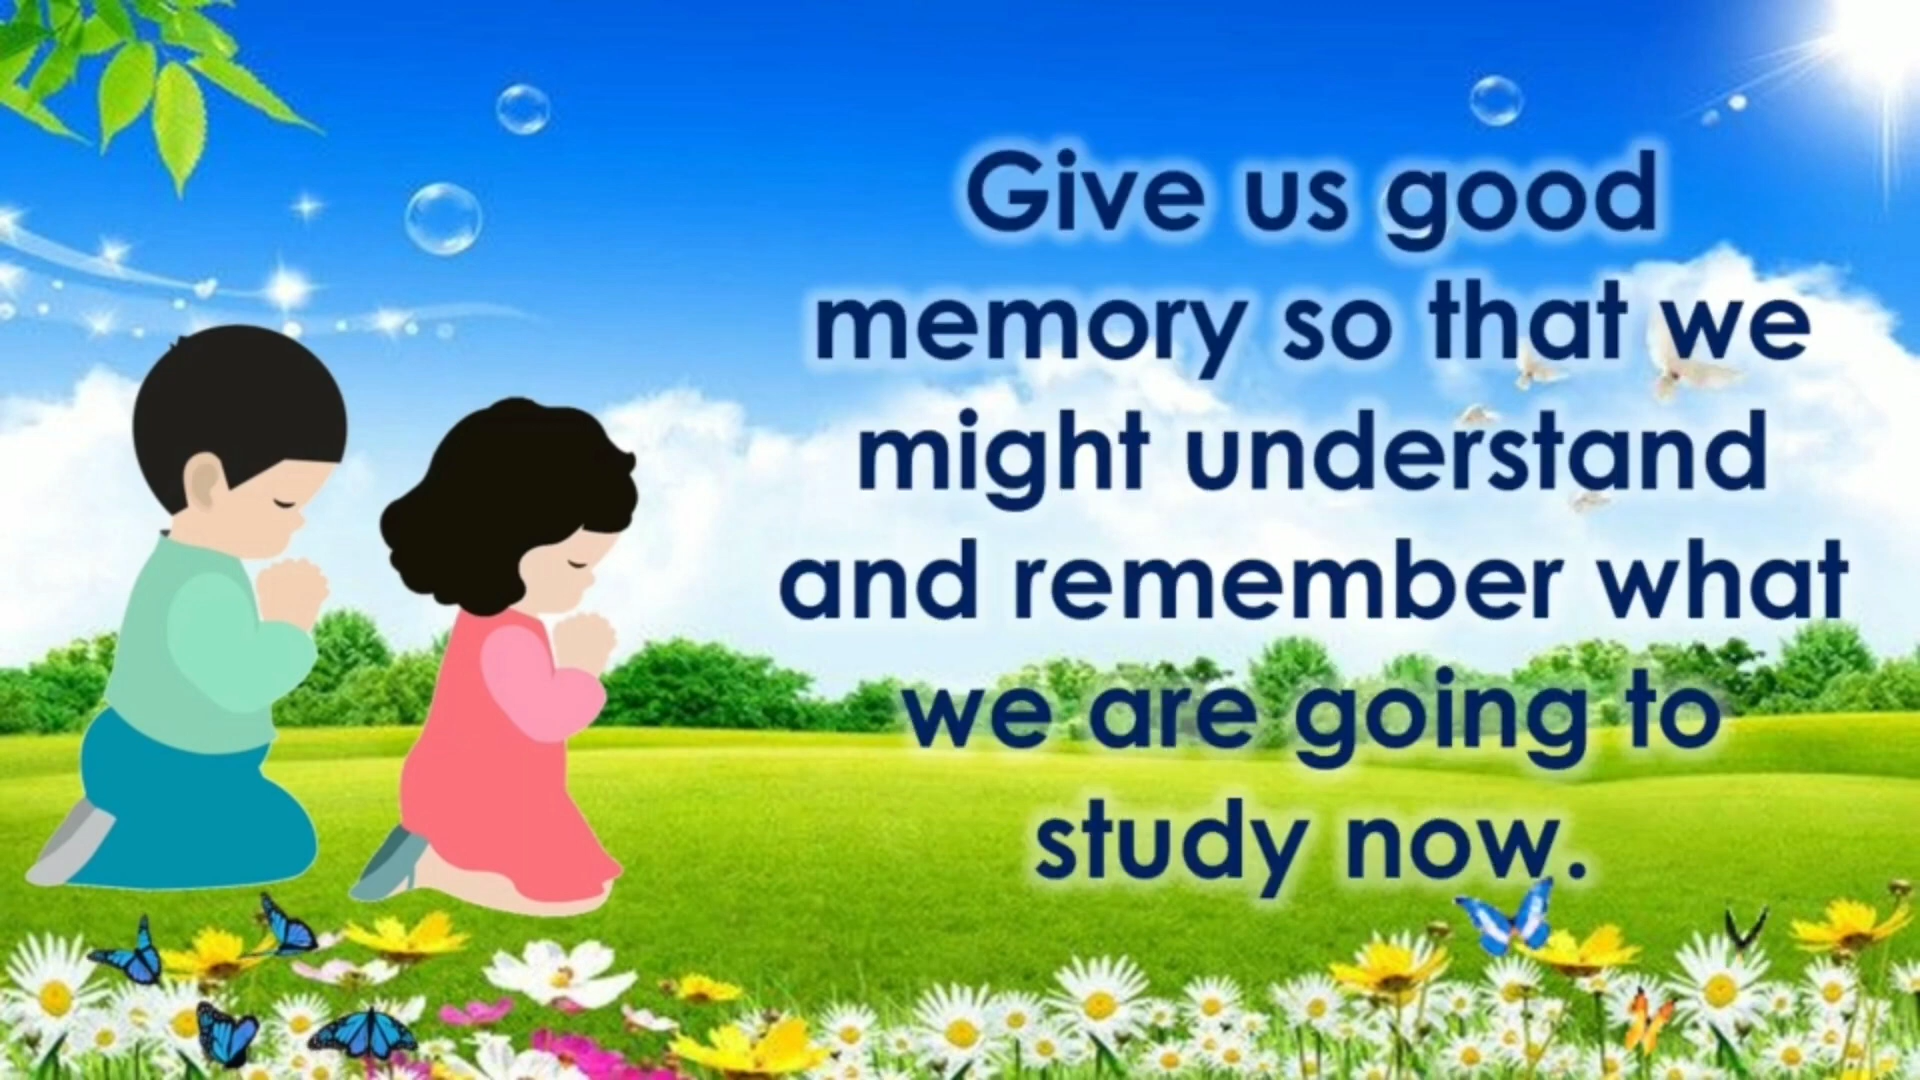 Give us good
memory so that we
might understand
and remember what
we are going to
study now.